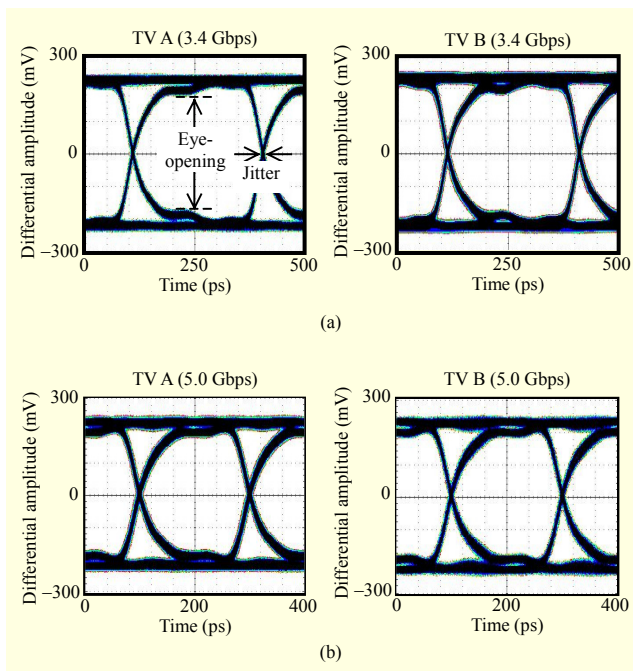 TV A (3.4 Gbps)
300
0
–300
Differential amplitude (mV)
Eye-
opening
Jitter
0
250
500
Time (ps)
TV B (3.4 Gbps)
300
0
–300
Differential amplitude (mV)
0
250
500
Time (ps)
(a)
TV A (5.0 Gbps)
300
0
–300
Differential amplitude (mV)
0
250
400
Time (ps)
TV B (5.0 Gbps)
300
0
–300
Differential amplitude (mV)
0
200
400
Time (ps)
(b)